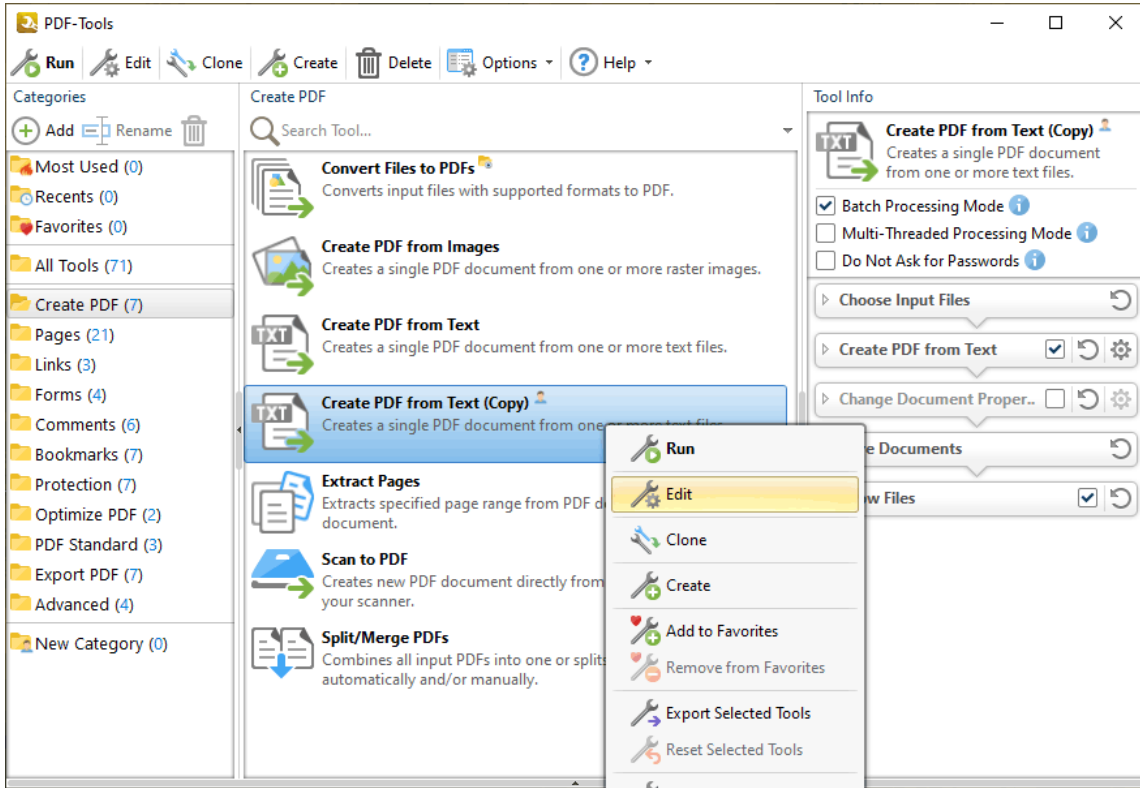 PDF-Tools
Run Edit Clone Create Delete Options Help
Categories
Add Rename
Most Used (0)
Recents (0)
Favorites (0)
All Tools (71)
Create PDF (7)
Pages (21)
Links (3)
Forms (4)
Comments (6)
Bookmarks (7)
Protection (7)
Optimize PDF (2)
PDF Standard (3)
Export PDF (7)
Advanced (4)
New Category (0)
Create PDF
Search Tool...
Convert Files to PDFs
Converts input files with supported formats to PDF.
Create PDF from Images
Creates a single PDF document from one or more raster images.
TXT
Create PDF from Text
Creates a single PDF document from one or more text files.
TXT
Create PDF from Text (Copy)
Creates a single PDF document from one or more text files.
Extract Pages
Extracts specified page range from PDF
document.
Scan to PDF
Creates new PDF document directly from
your scanner.
Split/Merge PDFs
Combines all input PDFs into one or splits
automatically and/or manually.
Run
Edit
Clone
Create
Add to Favorites
Remove from Favorites
Export Selected Tools
Reset Selected Tools
Tool Info
TXT
Create PDF from Text (Copy)
Creates a single PDF document
from one or more text files.
Batch Processing Mode
Multi-Threaded Processing Mode
Do Not Ask for Passwords
Choose Input Files
Create PDF from Text
Change Document Proper..
Documents
Files